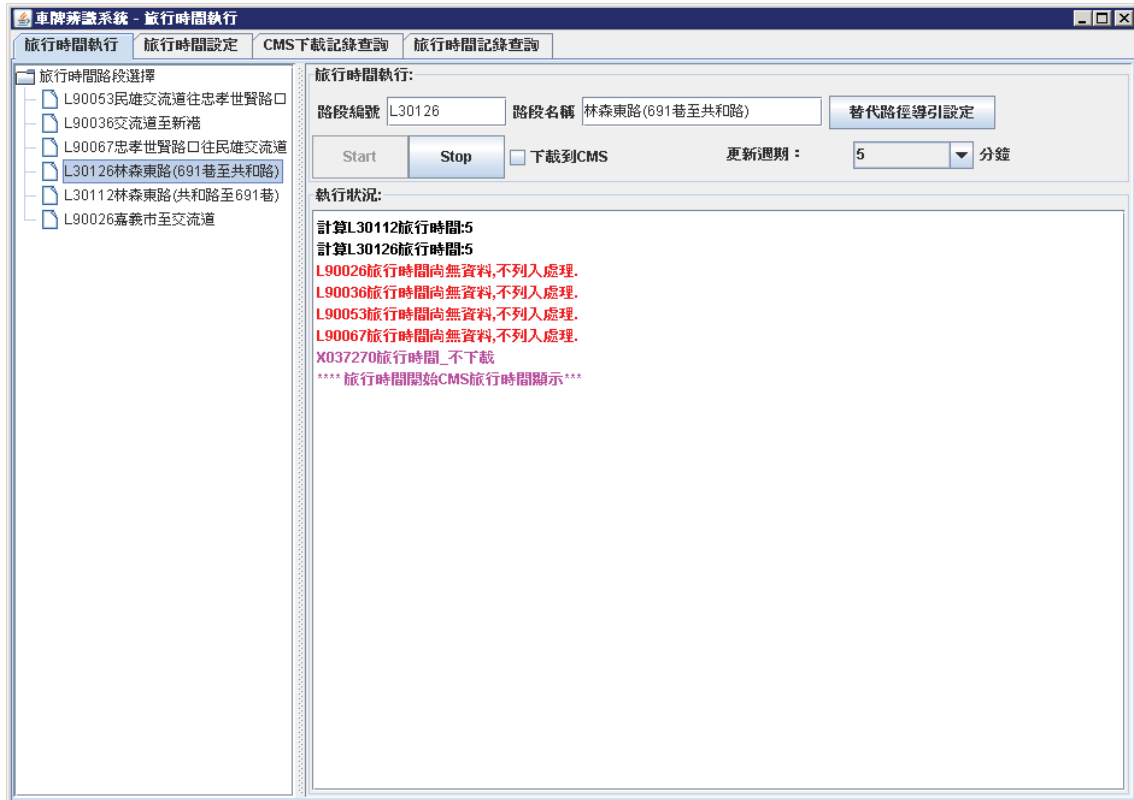 車牌辨識系統 - 旅行時間執行
旅行時間執行 旅行時間設定 CMS下載記錄查詢 旅行時間記錄查詢
旅行時間路段選擇
L90053民雄交流道往忠孝世賢路口
L90036交流道至新港
L90067忠孝世賢路口往民雄交流道
L30126林森東路(691巷至共和路)
L30112林森東路(共和路至691巷)
L90026嘉義市至交流道
旅行時間執行:
路段編號 L30126 路段名稱 林森東路(691巷至共和路) 替代路徑導引設定
Start Stop 下載到CMS 更新週期： 5 分鐘
執行狀況:
計算L30112旅行時間:5
計算L30126旅行時間:5
L90026旅行時間尚無資料,不列入處理.
L90036旅行時間尚無資料,不列入處理.
L90053旅行時間尚無資料,不列入處理.
L90067旅行時間尚無資料,不列入處理.
X037270旅行時間_不下載
**** 旅行時間開始CMS旅行時間顯示***